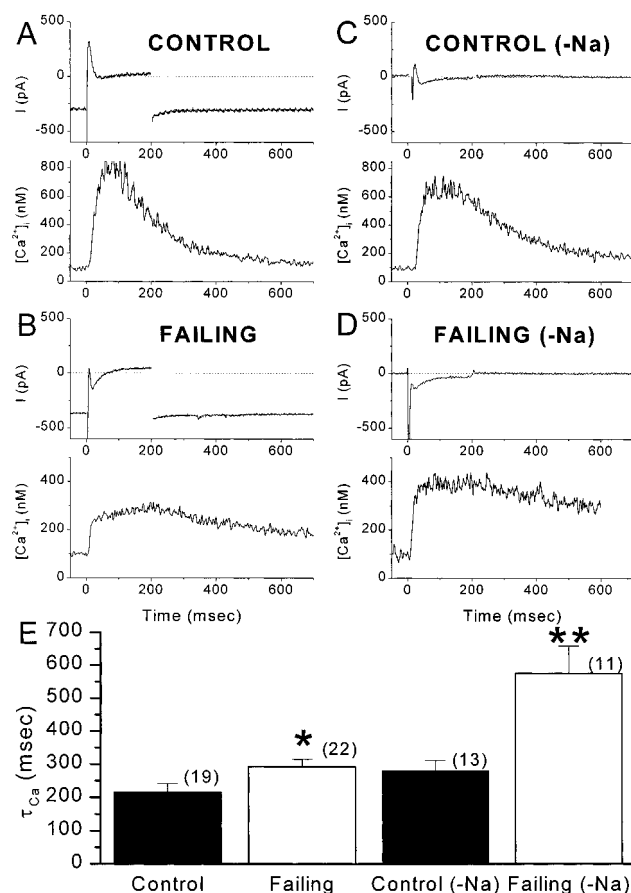 A
CONTROL
500
0
-500
I (pA)
0 200 400 600
800
600
400
200
0
[Ca2+]i (nM)
0 200 400 600
C
CONTROL (-Na)
500
0
-500
I (pA)
0 200 400 600
800
600
400
200
0
[Ca2+]i (nM)
0 200 400 600
B
FAILING
500
0
-500
I (pA)
0 200 400 600
400
200
0
[Ca2+]i (nM)
0 200 400 600
Time (msec)
D
FAILING (-Na)
500
0
-500
I (pA)
0 200 400 600
400
200
0
[Ca2+]i (nM)
0 200 400 600
Time (msec)
E
700
600
500
400
300
200
100
0
τCa (msec)
(19)
*
(22)
(13)
**
(11)
Control Failing Control (-Na) Failing (-Na)